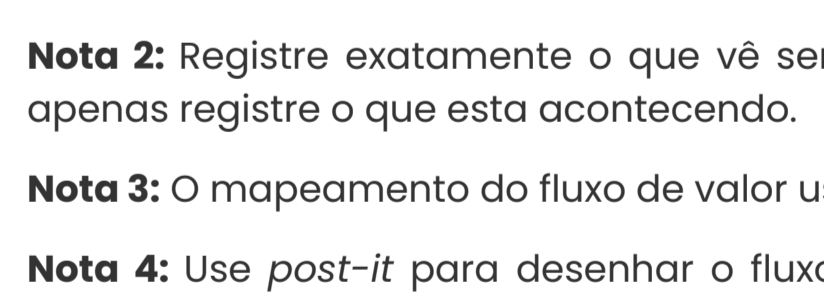 Nota 2: Registre exatamente o que vê
apenas registre o que esta acontecendo.
Nota 3: O mapeamento do fluxo de valor
Nota 4: Use post-it para desenhar o